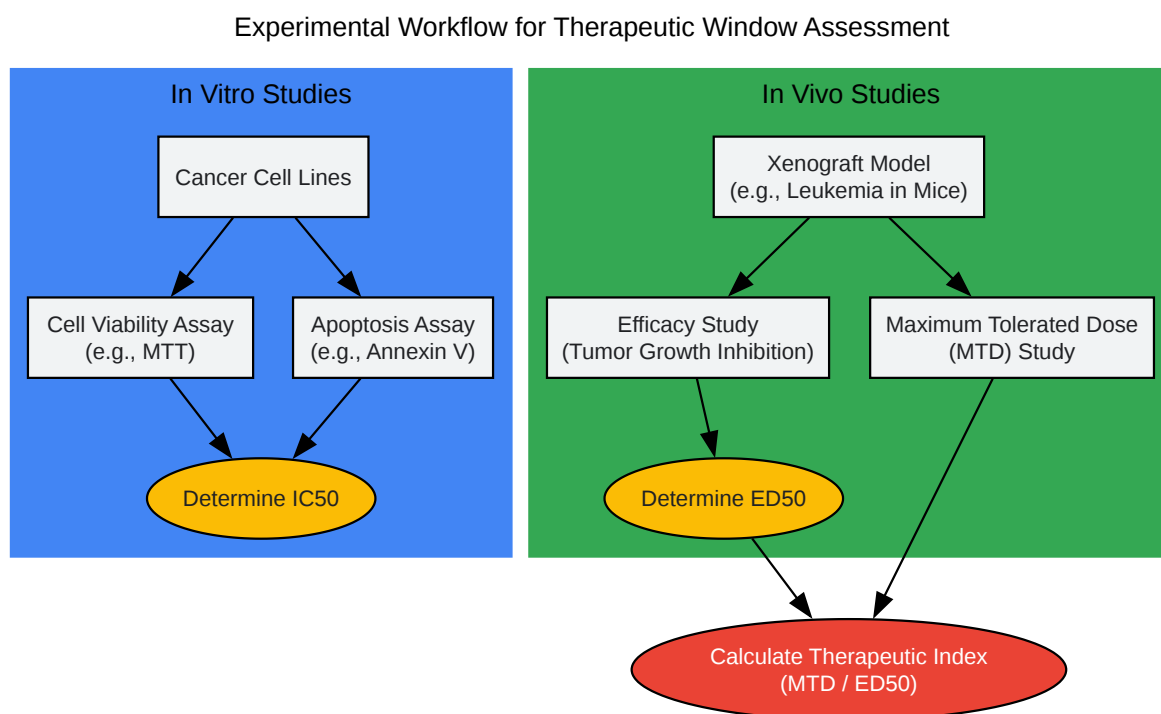 Experimental Workflow for Therapeutic Window Assessment
In Vitro Studies
Cancer Cell Lines
Cell Viability Assay
(e.g., MTT)
Apoptosis Assay
(e.g., Annexin V)
Determine IC50
In Vivo Studies
Xenograft Model
(e.g., Leukemia in Mice)
Efficacy Study
(Tumor Growth Inhibition)
Maximum Tolerated Dose
(MTD) Study
Determine ED50
Calculate Therapeutic Index
(MTD / ED50)